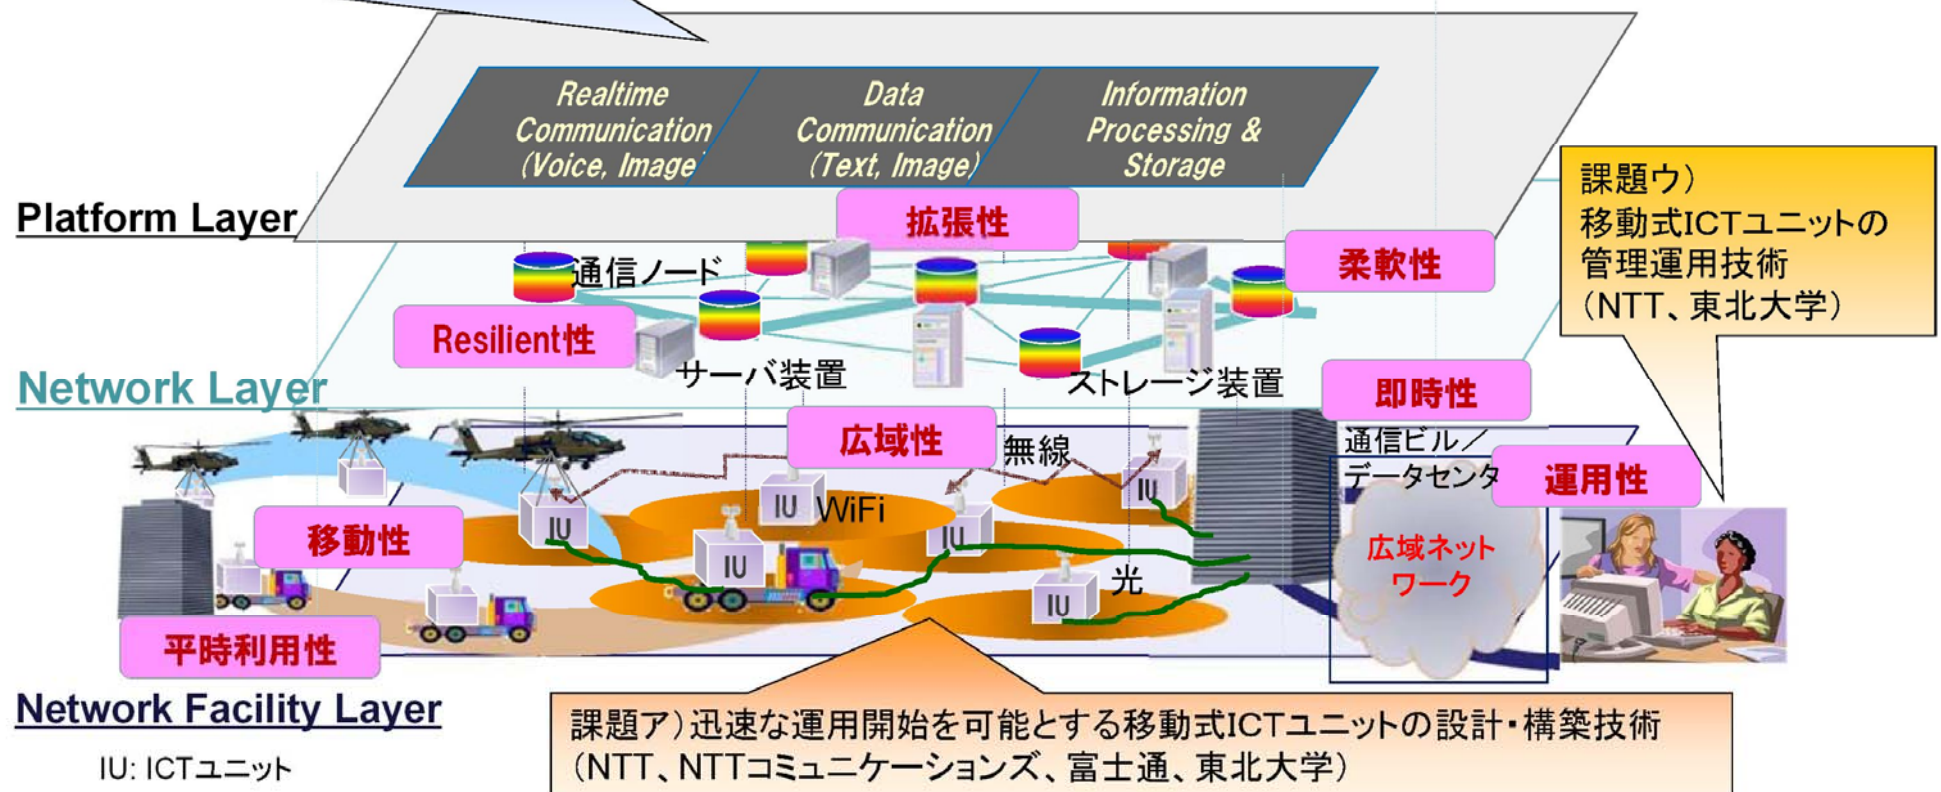 Realtime
Communication
(Voice, Image)
Data
Communication
(Text, Image)
Information
Processing &
Storage
Platform Layer
拡張性
柔軟性
通信ノード
Resilient性
サーバ装置
ストレージ装置
Network Layer
課題ウ)
移動式ICTユニットの
管理運用技術
(NTT、東北大学)
即時性
広域性
無線
通信ビル/
データセンタ
運用性
移動性
IU
IU
WiFi
IU
IU
IU
IU
光
広域ネット
ワーク
平時利用性
Network Facility Layer
IU: ICTユニット
課題ア)迅速な運用開始を可能とする移動式ICTユニットの設計・構築技術
(NTT、NTTコミュニケーションズ、富士通、東北大学)